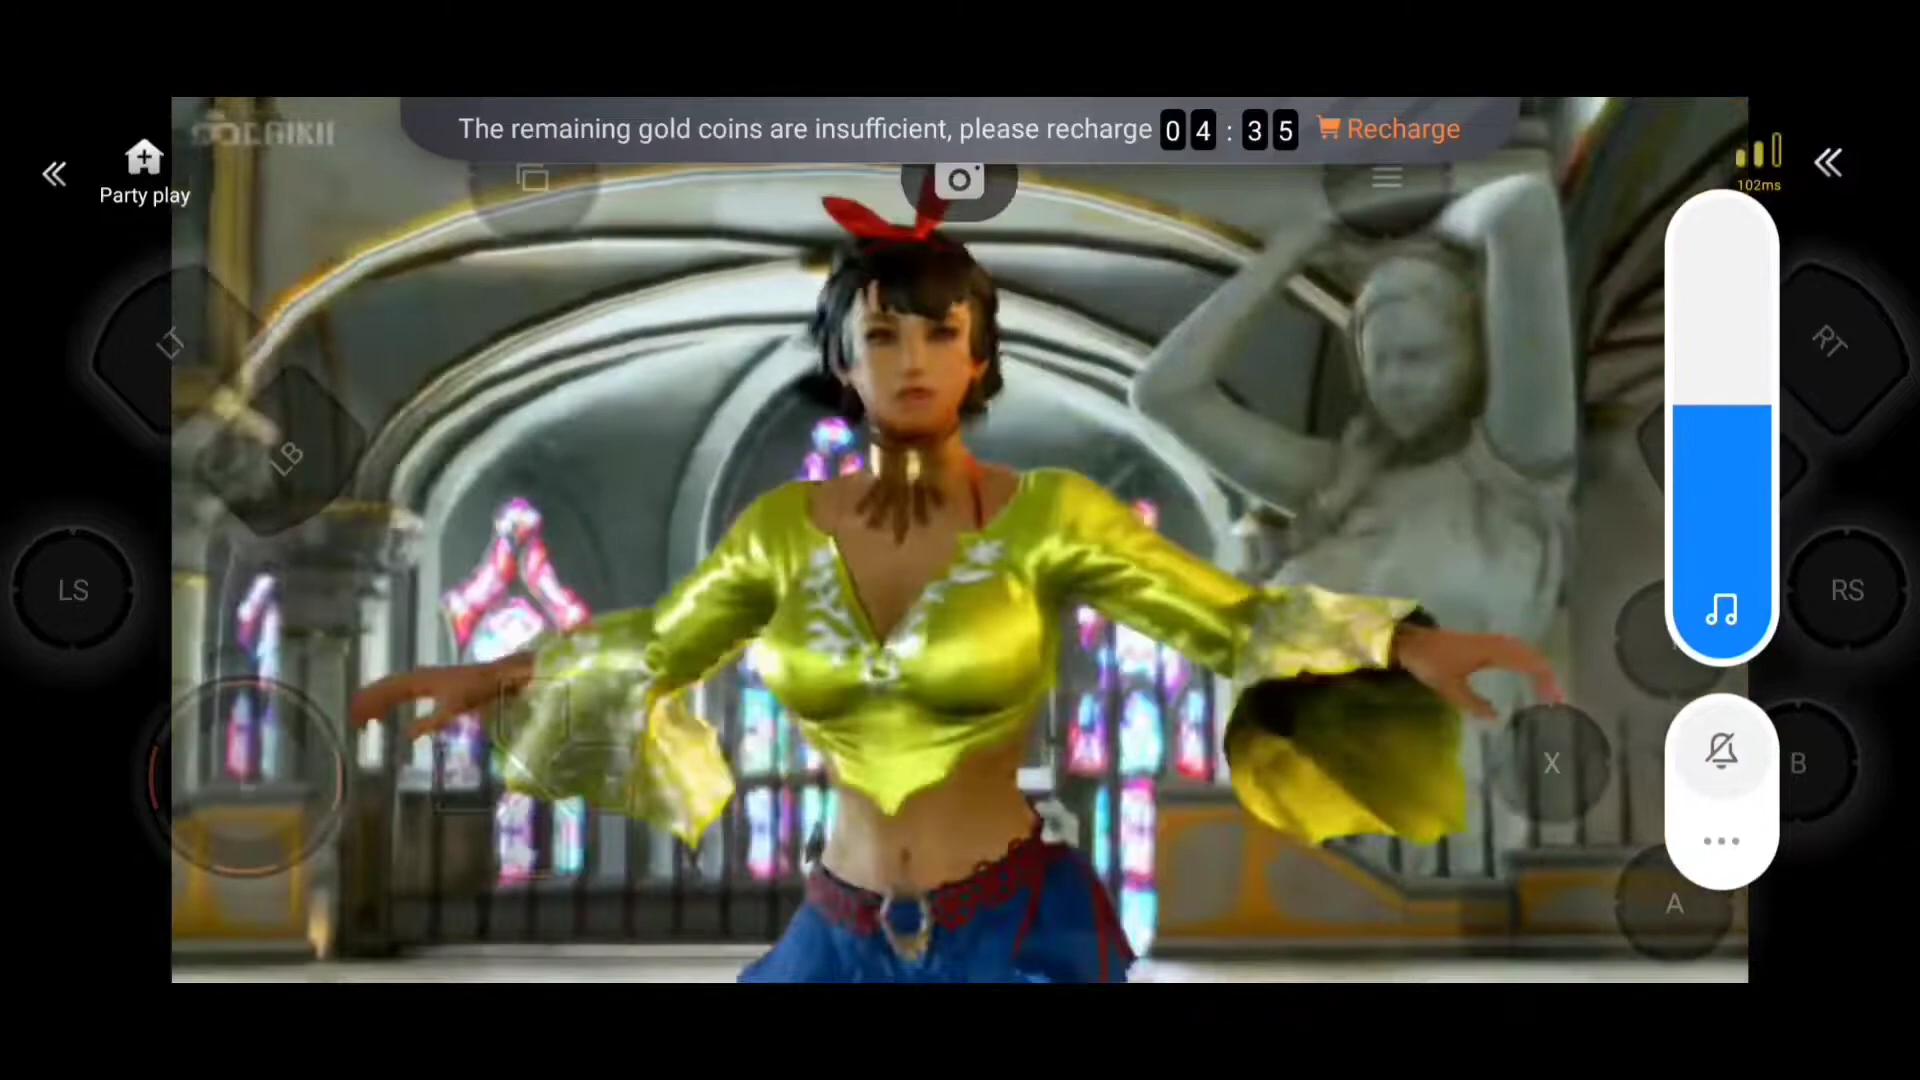 The remaining gold coins are insufficient, please recharge 04:35 Recharge
Party play
102ms
LT
RT
LB
LS
RS
X
B
A